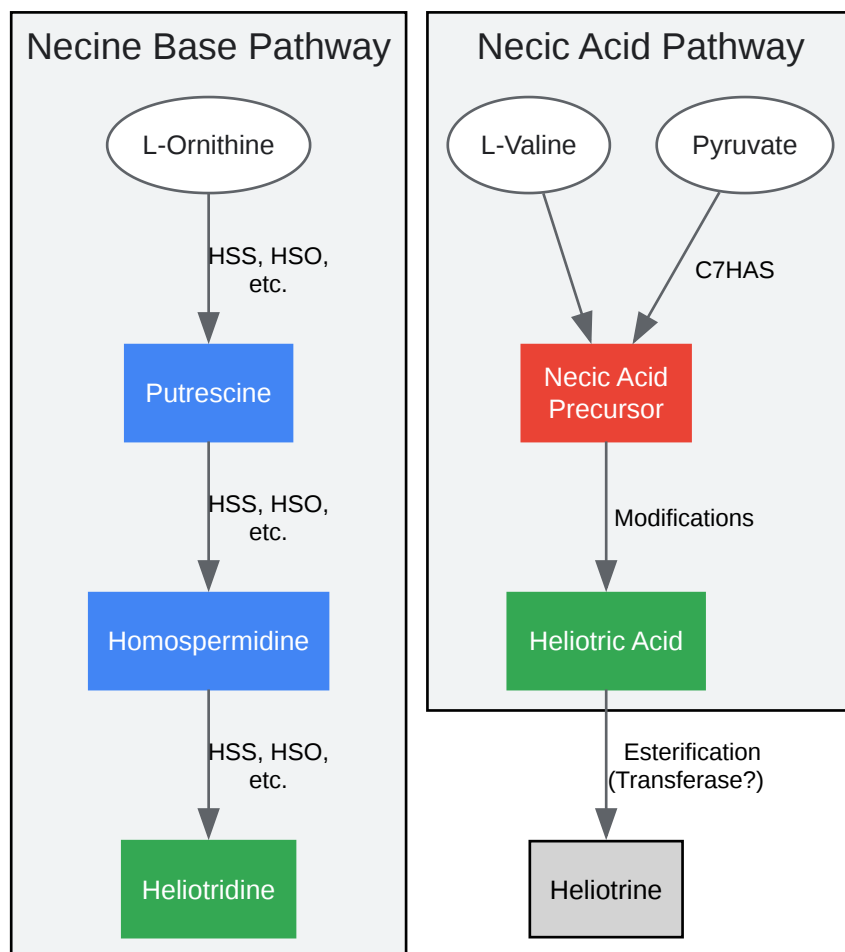 Necine Base Pathway
L-Ornithine
HSS, HSO,
etc.
Putrescine
HSS, HSO,
etc.
Homospermidine
HSS, HSO,
etc.
Heliotridine
Necic Acid Pathway
L-Valine
Pyruvate
C7HAS
Necic Acid
Precursor
Modifications
Heliotric Acid
Esterification
(Transferase?)
Heliotrine